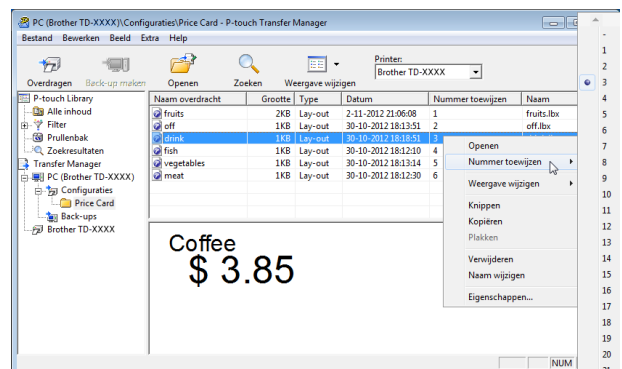 PC (Brother TD-XXXX)\Configuraties\Price Card - P-touch Transfer Manager
Bestand Bewerken Beeld Extra Help
Printer:
Brother TD-XXXX
Overdragen Back-up maken Openen Zoeken Weergave wijzigen
P-touch Library
Alle inhoud
Filter
Prullenbak
Zoekresultaten
Transfer Manager
PC (Brother TD-XXXX)
Configuraties
Price Card
Back-ups
Brother TD-XXXX
Naam overdracht Grootte Type Datum Nummer toewijzen Naam
fruits 2KB Lay-out 2-11-2012 21:06:08 1 fruits.lbx
off 1KB Lay-out 30-10-2012 18:13:51 2 off.lbx
drink 1KB Lay-out 30-10-2012 18:18:51 3
fish 1KB Lay-out 30-10-2012 18:12:10 4
vegetables 1KB Lay-out 30-10-2012 18:13:14 5
meat 1KB Lay-out 30-10-2012 18:12:30 6
Openen
Nummer toewijzen
Weergave wijzigen
Knippen
Kopiëren
Plakken
Verwijderen
Naam wijzigen
Eigenschappen...
-
1
2
3
4
5
6
7
8
9
10
11
12
13
14
15
16
17
18
19
20
Coffee
$ 3.85
NUM